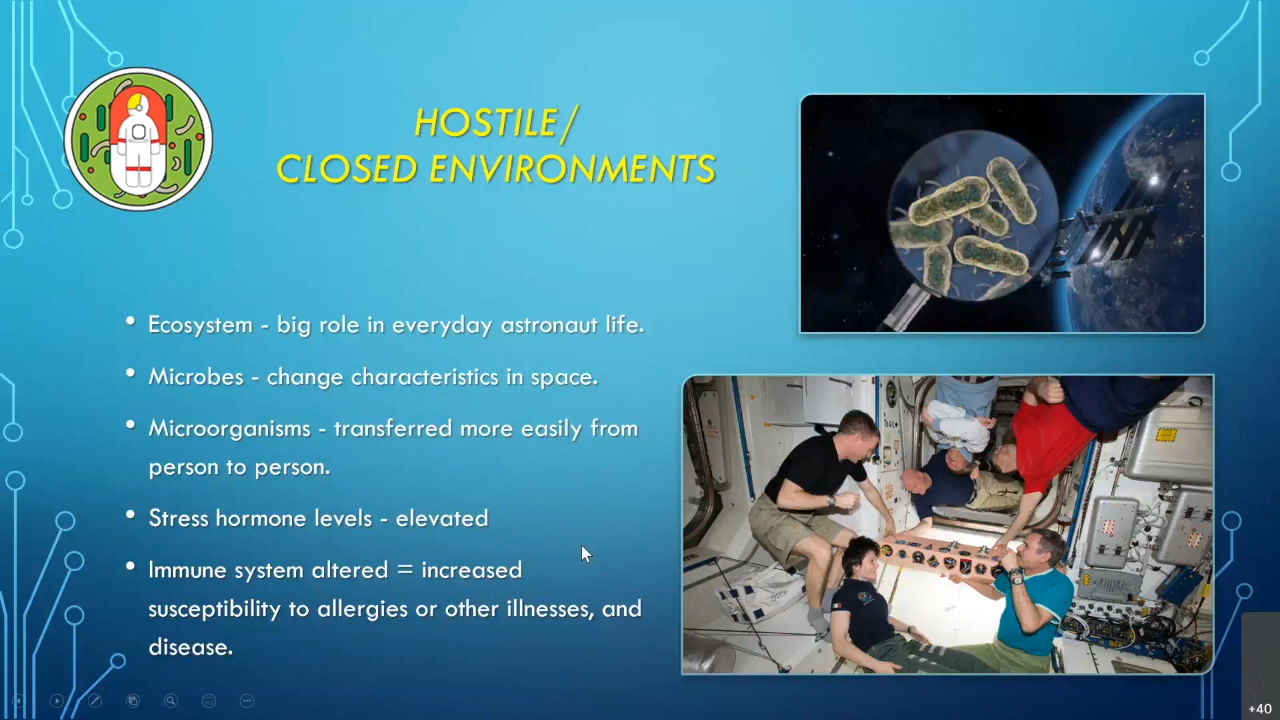 HOSTILE/
CLOSED ENVIRONMENTS
• Ecosystem - big role in everyday astronaut life.
• Microbes - change characteristics in space.
• Microorganisms - transferred more easily from
person to person.
• Stress hormone levels - elevated
• Immune system altered = increased
susceptibility to allergies or other illnesses, and
disease.
+40